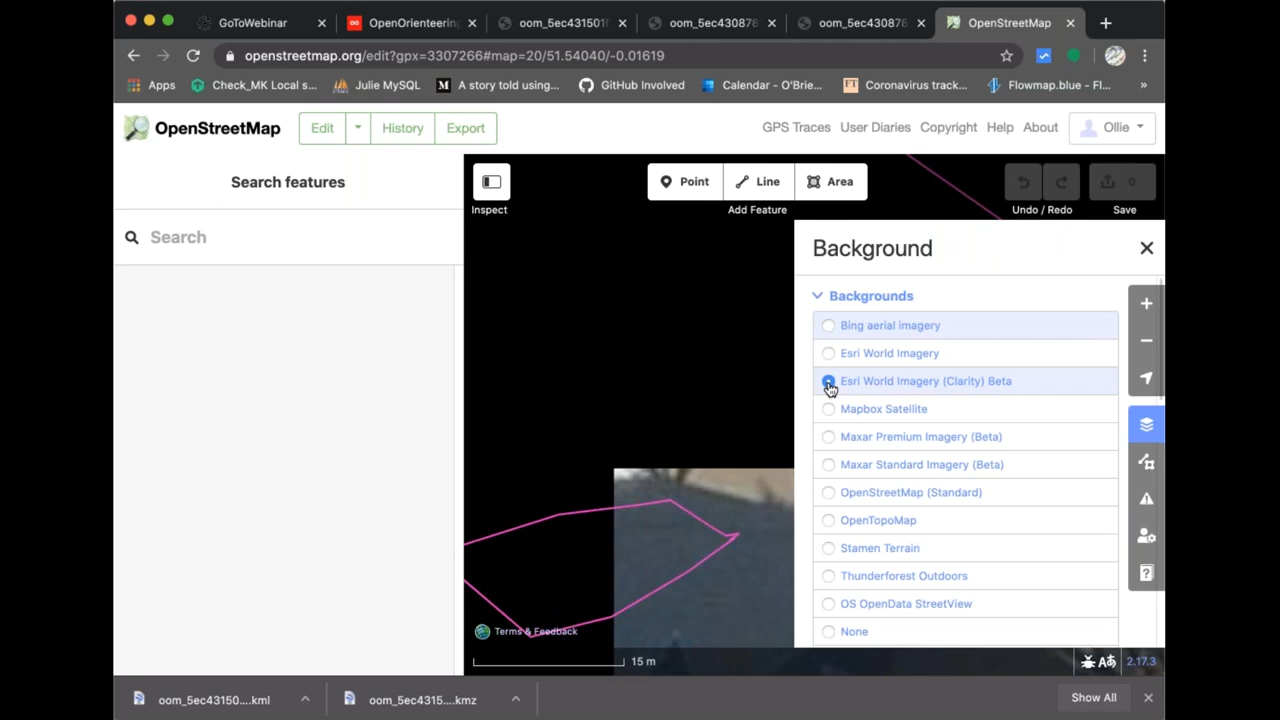 GoToWebinar
OpenOrienteering
oom_5ec431501f
oom_5ec430878
oom_5ec430878
OpenStreetMap
openstreetmap.org/edit?gpx=3307266#map=20/51.54040/-0.01619
Apps
Check_MK Local s...
Julie MySQL
A story told using...
GitHub Involved
Calendar - O'Brie...
FT
Coronavirus track...
Flowmap.blue - Fl...
»
OpenStreetMap
Edit
History
Export
GPS Traces
User Diaries
Copyright
Help
About
Ollie
Search features
Search
Inspect
Point
Line
Area
Add Feature
Undo / Redo
0
Save
Background
Backgrounds
Bing aerial imagery
Esri World Imagery
Esri World Imagery (Clarity) Beta
Mapbox Satellite
Maxar Premium Imagery (Beta)
Maxar Standard Imagery (Beta)
OpenStreetMap (Standard)
OpenTopoMap
Stamen Terrain
Thunderforest Outdoors
OS OpenData StreetView
None
Terms & Feedback
15 m
2.17.3
oom_5ec43150....kml
oom_5ec4315....kmz
Show All